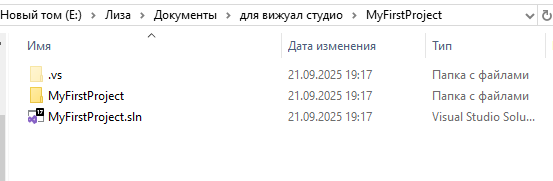 Новый том (E:) > Лиза > Документы > для вижуал студио > MyFirstProject
Имя Дата изменения Тип
.vs 21.09.2025 19:17 Папка с файлами
MyFirstProject 21.09.2025 19:17 Папка с файлами
MyFirstProject.sln 21.09.2025 19:17 Visual Studio Solu...